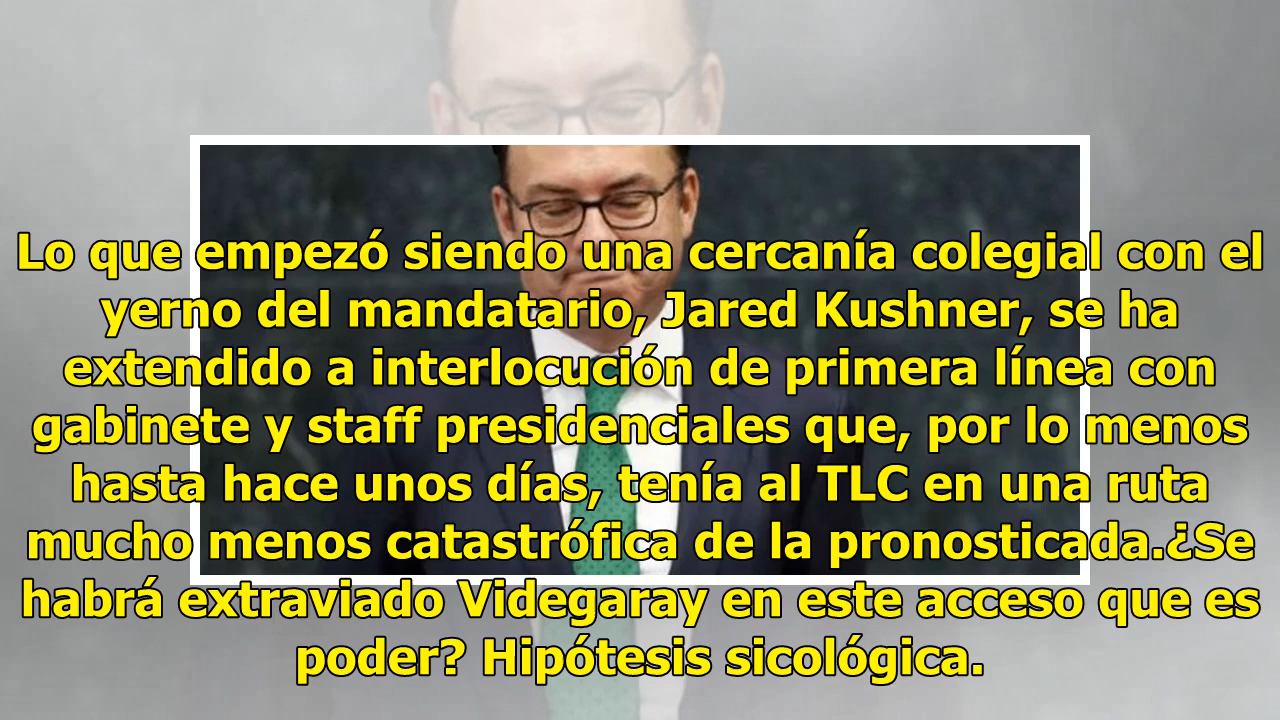 Lo que empezó siendo una cercanía colegial con el
yerno del mandatario, Jared Kushner, se ha
extendido a interlocución de primera línea con
gabinete y staff presidenciales que, por lo menos
hasta hace unos días, tenía al TLC en una ruta
mucho menos catastrófica de la pronosticada.¿Se
habrá extraviado Videgaray en este acceso que es
poder? Hipótesis sicológica.